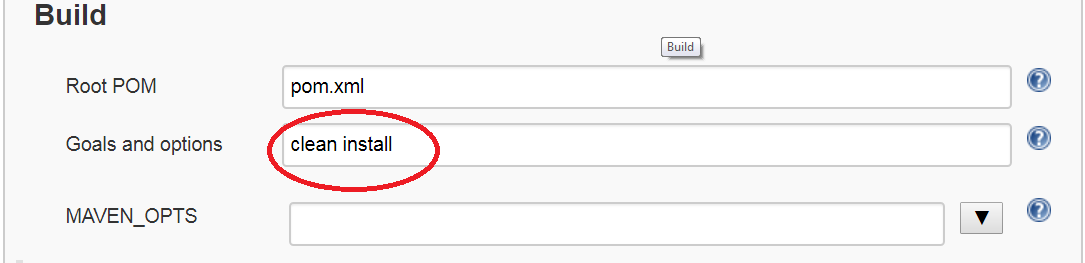 Build
Build
Root POM pom.xml ?
Goals and options clean install ?
MAVEN_OPTS ▼ ?